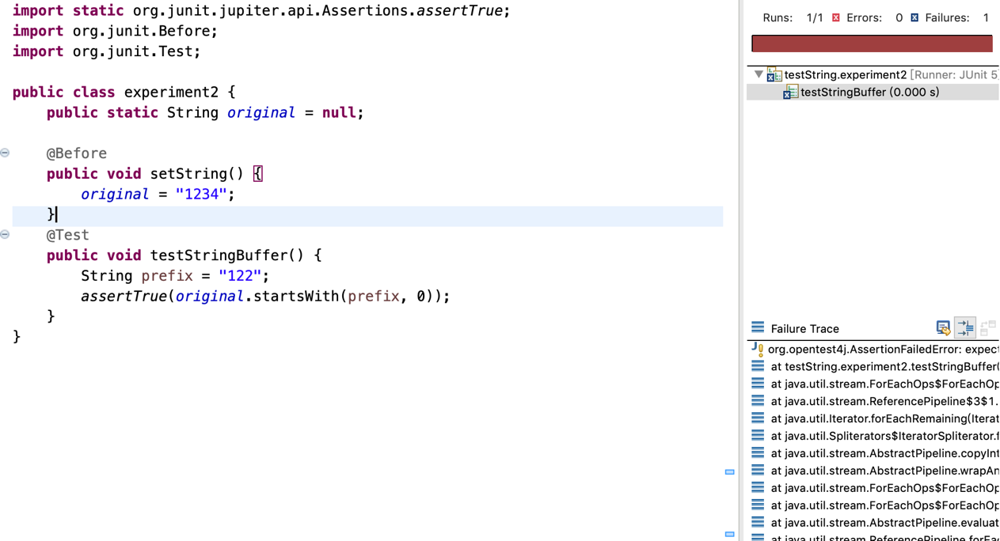 import static org.junit.jupiter.api.Assertions.assertTrue;
import org.junit.Before;
import org.junit.Test;
public class experiment2 {
public static String original = null;
@Before
public void setString() {
original = "1234";
}
@Test
public void testStringBuffer() {
String prefix = "122";
assertTrue(original.startsWith(prefix, 0));
}
}
Runs: 1/1 Errors: 0 Failures: 1
testString.experiment2 [Runner: JUnit 5]
testStringBuffer (0.000 s)
Failure Trace
org.opentest4j.AssertionFailedError: expect
at testString.experiment2.testStringBuffer(
at java.util.stream.ForEachOps$ForEachOp
at java.util.stream.ReferencePipeline$3$1.
at java.util.Iterator.forEachRemaining(Iterat
at java.util.Spliterators$IteratorSpliterator.f
at java.util.stream.AbstractPipeline.copyInt
at java.util.stream.AbstractPipeline.wrapAn
at java.util.stream.ForEachOps$ForEachOp
at java.util.stream.ForEachOps$ForEachOp
at java.util.stream.AbstractPipeline.evaluat
at java.util.stream.ReferencePipeline.forEac